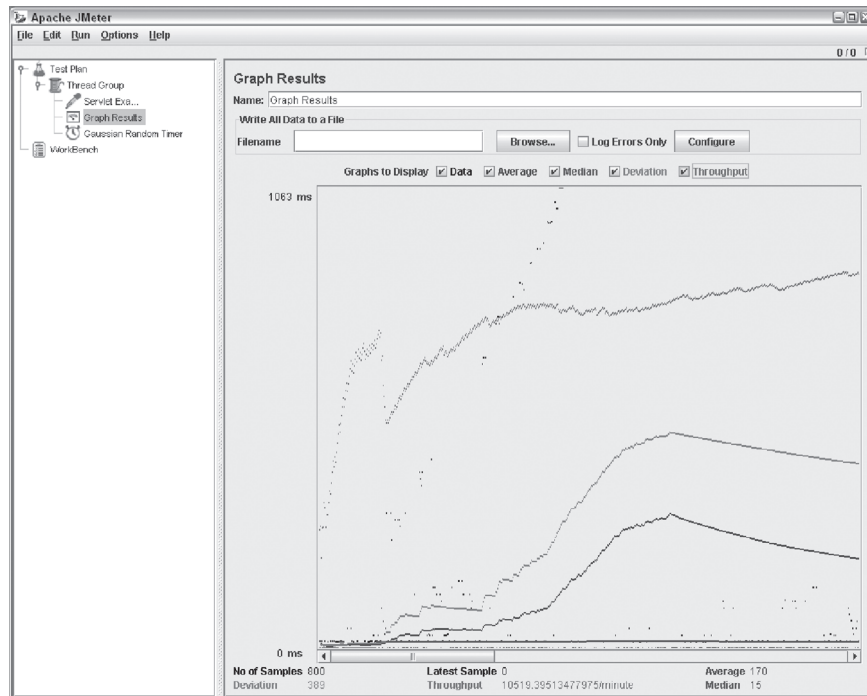 Apache JMeter
File Edit Run Options Help
0 / 0
Test Plan
Thread Group
Servlet Exa...
Graph Results
Gaussian Random Timer
WorkBench
Graph Results
Name: Graph Results
Write All Data to a File
Filename Browse... Log Errors Only Configure
Graphs to Display Data Average Median Deviation Throughput
1063 ms
0 ms
No of Samples 800 Latest Sample 0 Average 170
Deviation 389 Throughput 10519.39513477975/minute Median 15